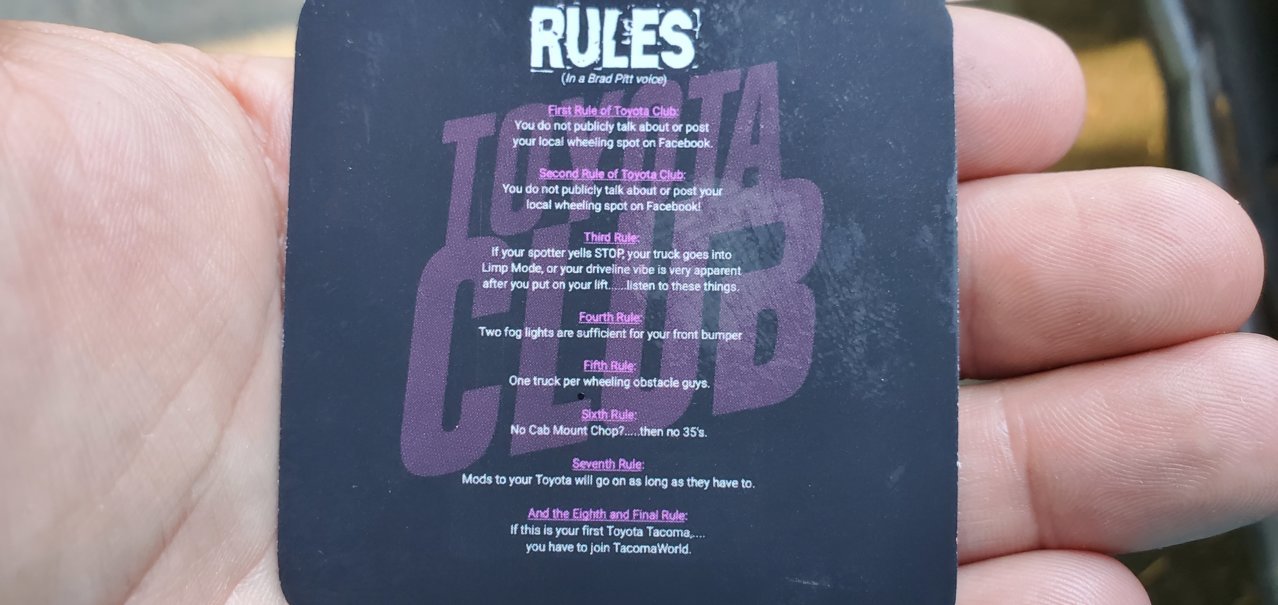 RULES
(In a Brad Pitt voice)
TOYOTA
CLUB
First Rule of Toyota Club:
You do not publicly talk about or post
your local wheeling spot on Facebook.
Second Rule of Toyota Club:
You do not publicly talk about or post your
local wheeling spot on Facebook!
Third Rule:
If your spotter yells STOP, your truck goes into
Limp Mode, or your driveline vibe is very apparent
after you put on your lift.....listen to these things.
Fourth Rule:
Two fog lights are sufficient for your front bumper
Fifth Rule:
One truck per wheeling obstacle guys.
Sixth Rule:
No Cab Mount Chop?.....then no 35's.
Seventh Rule:
Mods to your Toyota will go on as long as they have to.
And the Eighth and Final Rule:
If this is your first Toyota Tacoma,....
you have to join TacomaWorld.